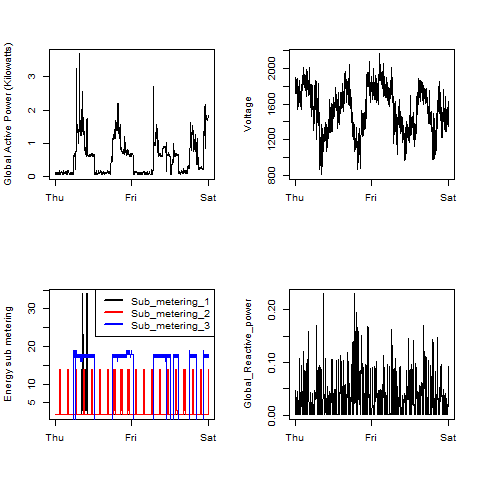 Global Active Power (Kilowatts)
3
2
1
0
Thu
Fri
Sat
Voltage
2000
1600
1200
800
Thu
Fri
Sat
Energy sub metering
35
20
10
5
Sub_metering_1
Sub_metering_2
Sub_metering_3
Thu
Fri
Sat
Global_Reactive_power
0.20
0.10
0.00
Thu
Fri
Sat